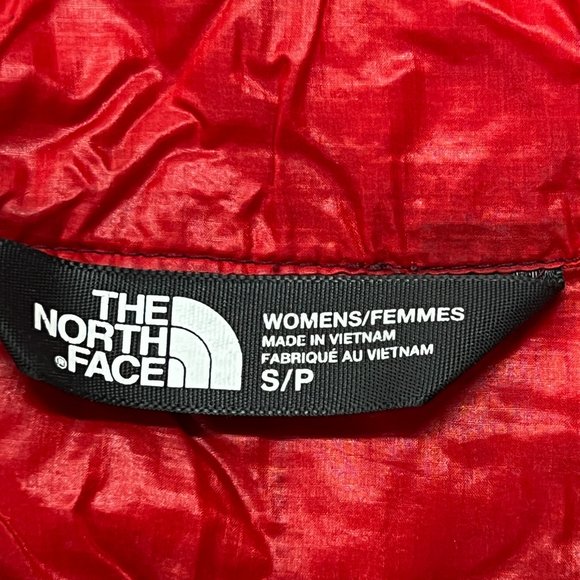 THE
NORTH
FACE
®
WOMENS/FEMMES
MADE IN VIETNAM
FABRIQUÉ AU VIETNAM
S/P